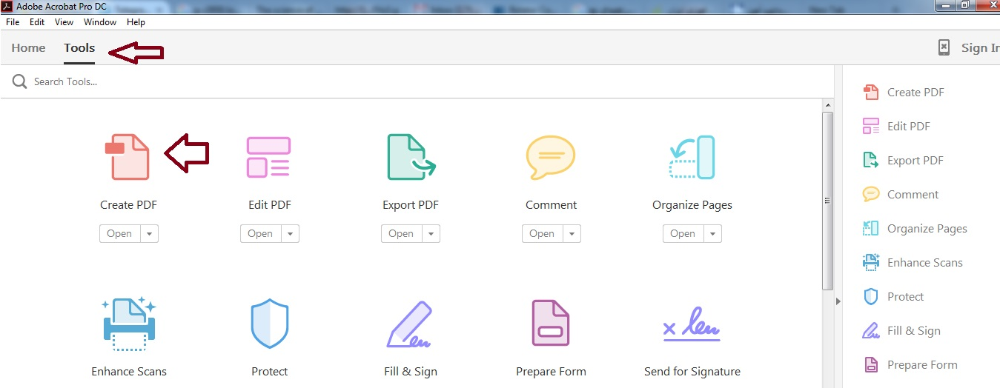 Adobe Acrobat Pro DC
File Edit View Window Help
Home Tools
Sign In
Search Tools...
Create PDF Edit PDF Export PDF Comment Organize Pages
Open Open Open Open Open
Enhance Scans Protect Fill & Sign Prepare Form Send for Signature
Create PDF
Edit PDF
Export PDF
Comment
Organize Pages
Enhance Scans
Protect
Fill & Sign
Prepare Form